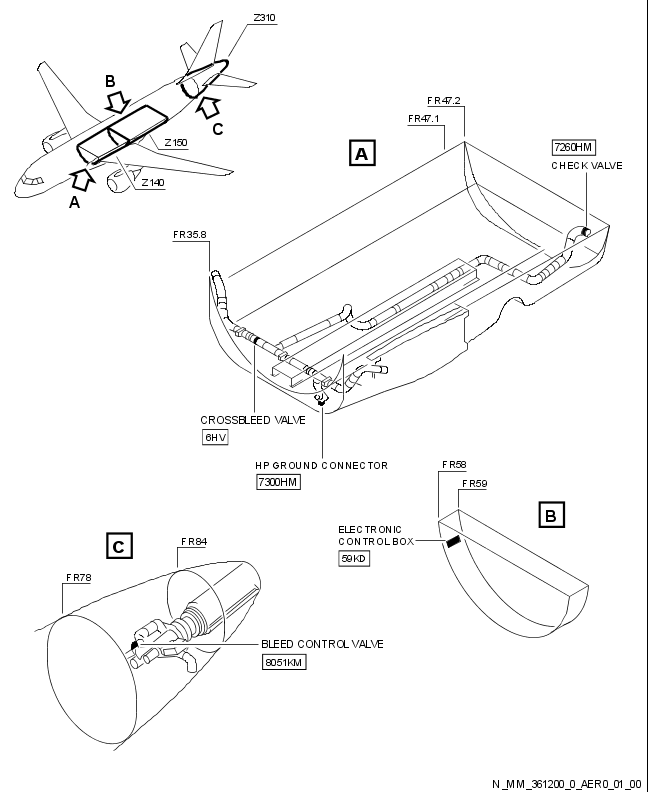 Z310
B
C
Z150
Z140
A
FR47.2
FR47.1
A
7260HM
CHECK VALVE
FR35.8
CROSSBLEED VALVE
6HV
HP GROUND CONNECTOR
7300HM
FR58
FR59
B
ELECTRONIC
CONTROL BOX
59KD
C
FR84
FR78
BLEED CONTROL VALVE
8051KM
N_MM_361200_0_AER0_01_00